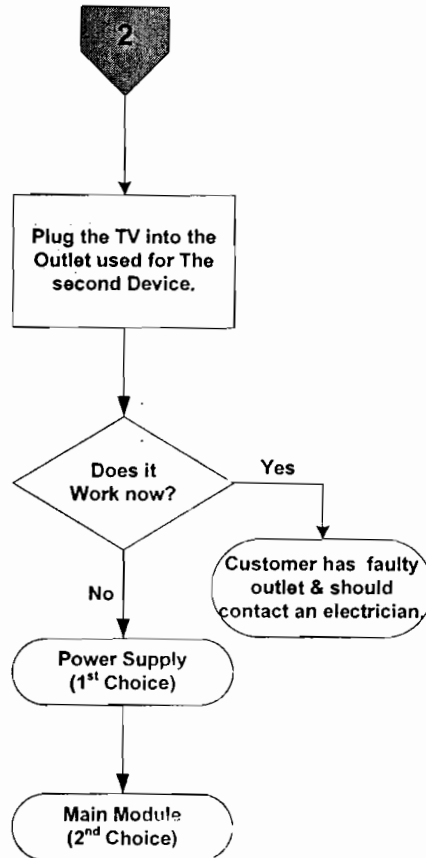 2
Plug the TV into the
Outlet used for The
second Device.
Does it
Work now?
Yes
Customer has faulty
outlet & should
contact an electrician.
No
Power Supply
(1st Choice)
Main Module
(2nd Choice)